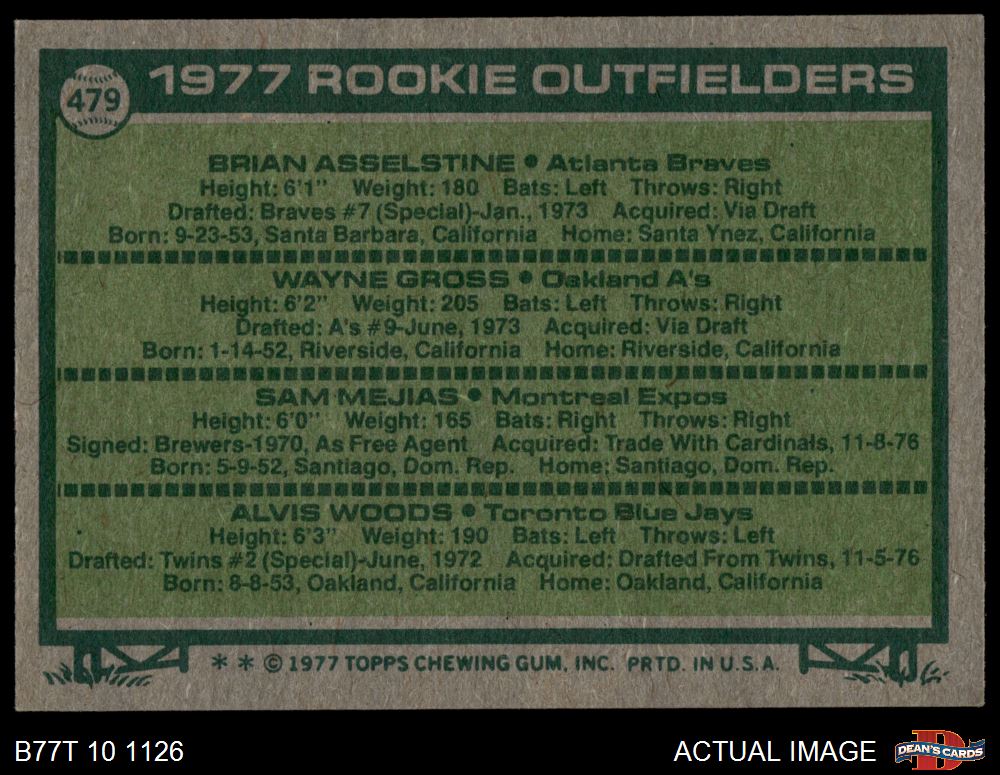 479
1977 ROOKIE OUTFIELDERS
BRIAN ASSELSTINE • Atlanta Braves
Height: 6'1" Weight: 180 Bats: Left Throws: Right
Drafted: Braves #7 (Special)-Jan., 1973 Acquired: Via Draft
Born: 9-23-53, Santa Barbara, California Home: Santa Ynez, California
WAYNE GROSS • Oakland A's
Height: 6'2" Weight: 205 Bats: Left Throws: Right
Drafted: A's #9-June, 1973 Acquired: Via Draft
Born: 1-14-52, Riverside, California Home: Riverside, California
SAM MEJIAS • Montreal Expos
Height: 6'0" Weight: 165 Bats: Right Throws: Right
Signed: Brewers-1970, As Free Agent Acquired: Trade With Cardinals, 11-8-76
Born: 5-9-52, Santiago, Dom. Rep. Home: Santiago, Dom. Rep.
ALVIS WOODS • Toronto Blue Jays
Height: 6'3" Weight: 190 Bats: Left Throws: Left
Drafted: Twins #2 (Special)-June, 1972 Acquired: Drafted From Twins, 11-5-76
Born: 8-8-53, Oakland, California Home: Oakland, California
* * © 1977 TOPPS CHEWING GUM, INC. PRTD. IN U.S.A.
B77T 10 1126
ACTUAL IMAGE
D
DEAN'S CARDS